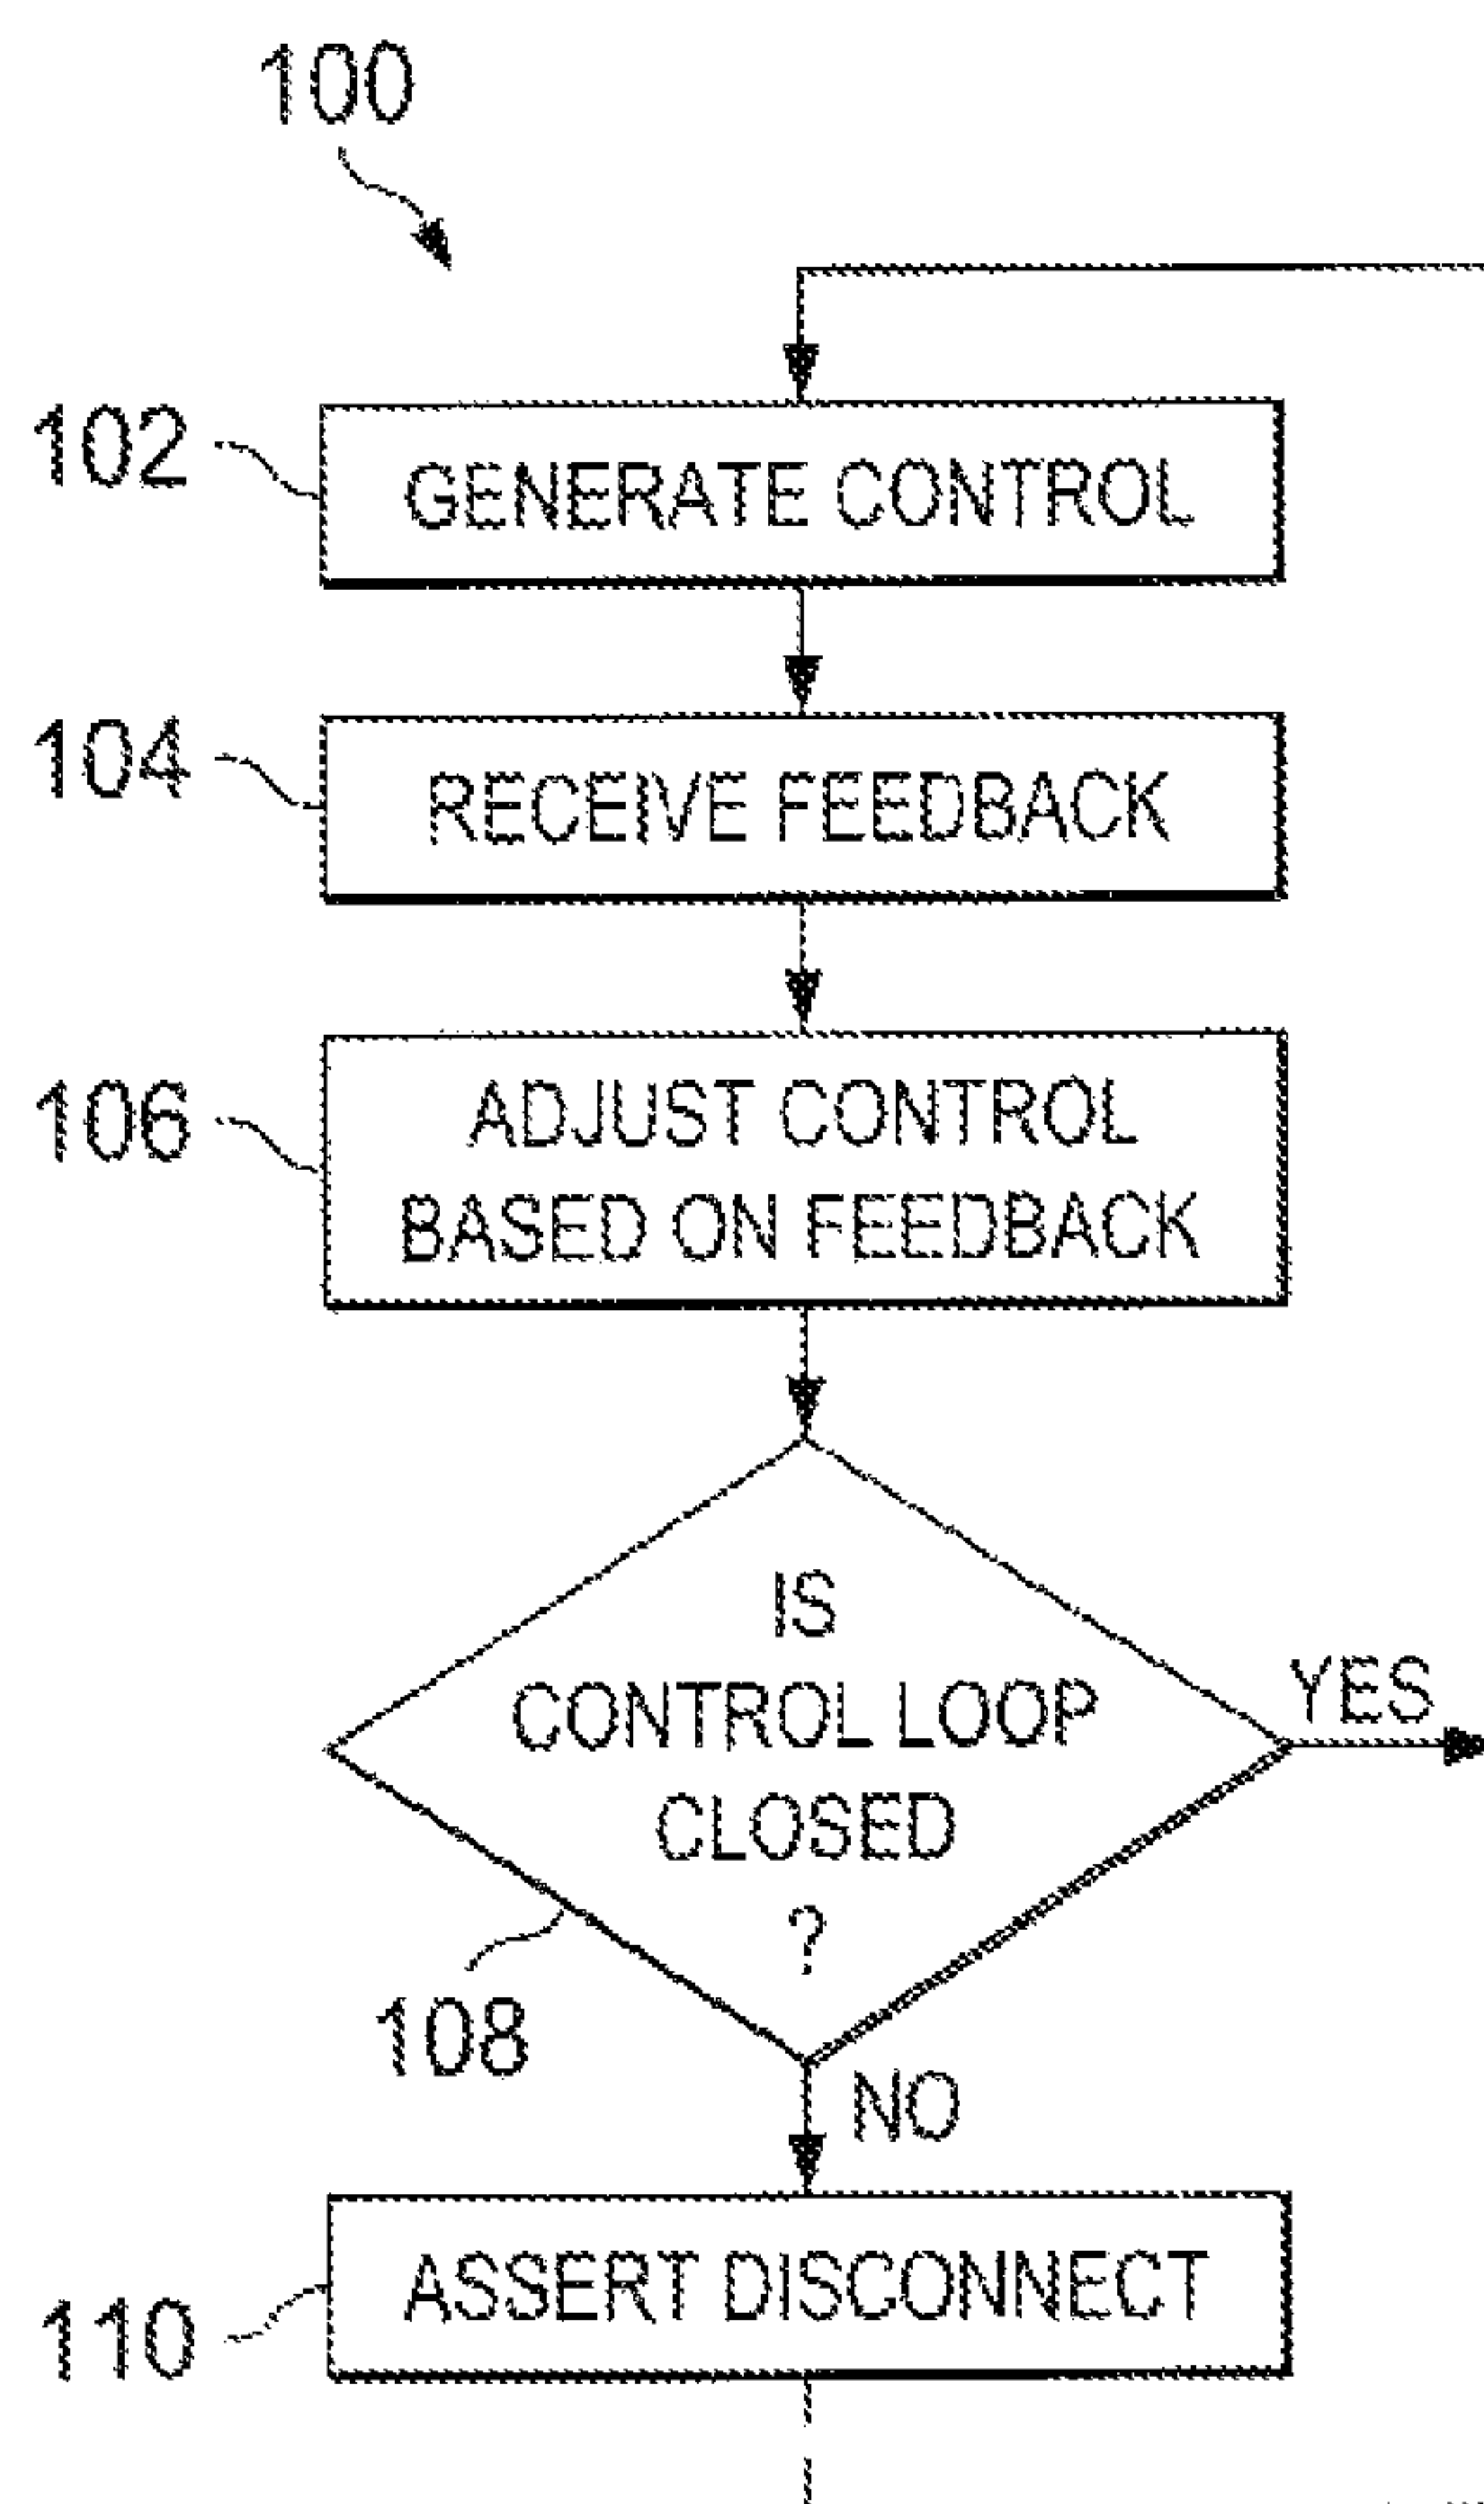 100
102
GENERATE CONTROL
104
RECEIVE FEEDBACK
106
ADJUST CONTROL
BASED ON FEEDBACK
IS
CONTROL LOOP
CLOSED
?
YES
108
NO
110
ASSERT DISCONNECT